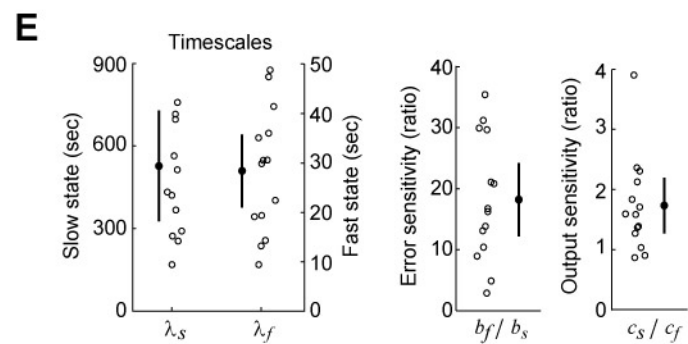 E
Timescales
Slow state (sec)
900
600
300
0
Fast state (sec)
50
40
30
20
10
0
λs
λf
Error sensitivity (ratio)
40
30
20
10
0
bf / bs
Output sensitivity (ratio)
4
3
2
1
0
cs / cf